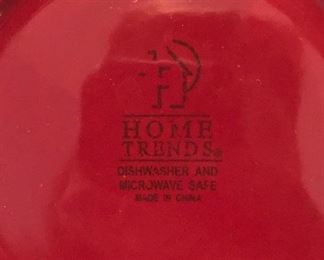 HOME
TRENDS®
DISHWASHER AND
MICROWAVE SAFE
MADE IN CHINA